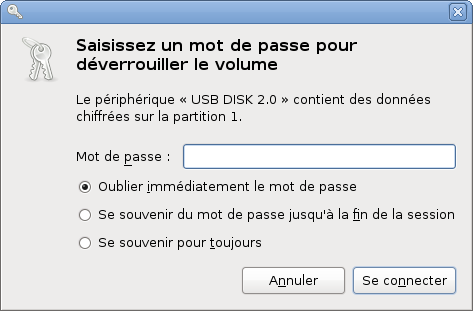 Saisissez un mot de passe pour
déverrouiller le volume
Le périphérique « USB DISK 2.0 » contient des données
chiffrées sur la partition 1.
Mot de passe :
Oublier immédiatement le mot de passe
Se souvenir du mot de passe jusqu'à la fin de la session
Se souvenir pour toujours
Annuler Se connecter